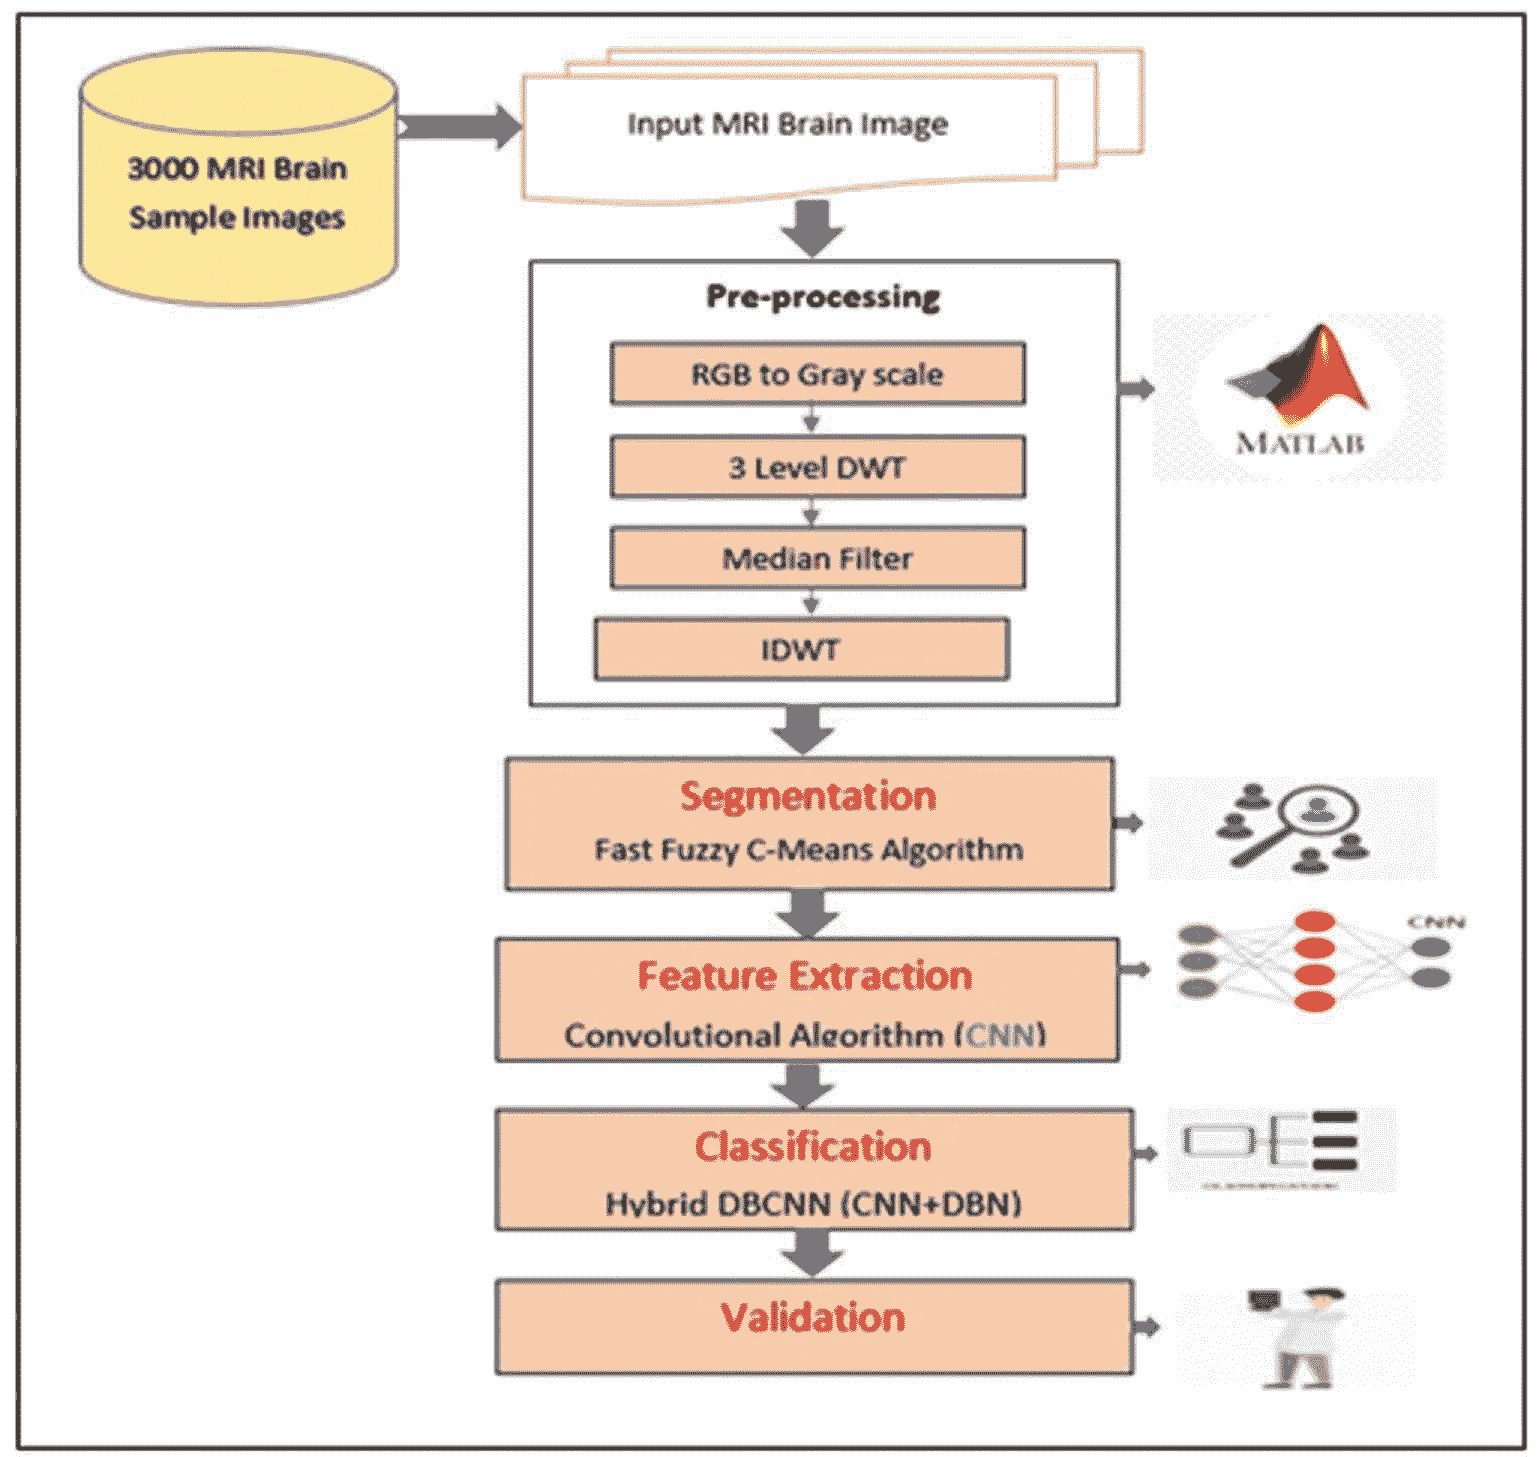 3000 MRI Brain
Sample Images
Input MRI Brain Image
Pre-processing
RGB to Gray scale
3 Level DWT
Median Filter
IDWT
MATLAB
Segmentation
Fast Fuzzy C-Means Algorithm
Feature Extraction
Convolutional Algorithm (CNN)
CNN
Classification
Hybrid DBCNN (CNN+DBN)
Validation